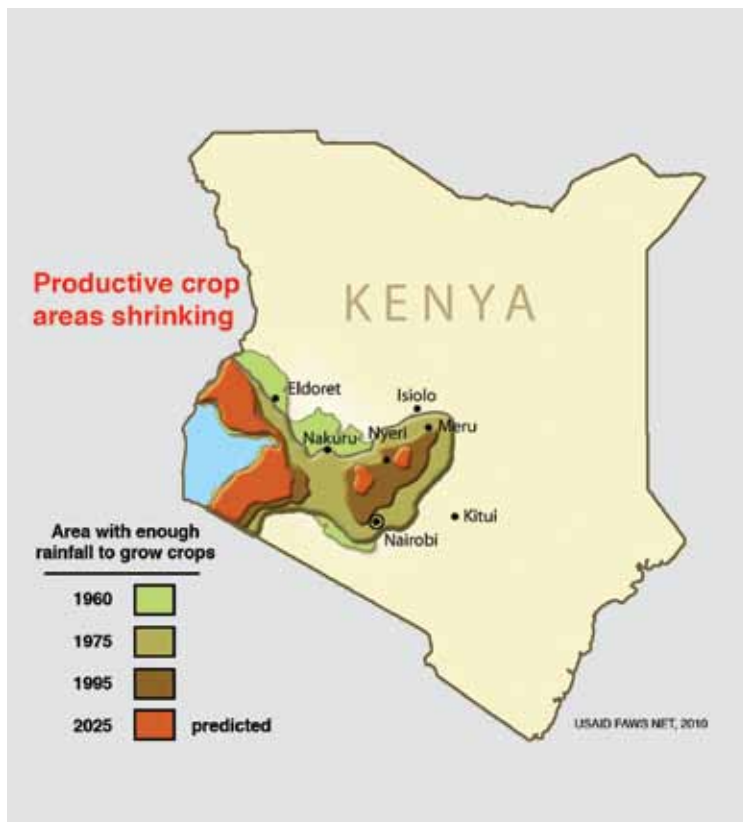 Productive crop
areas shrinking
KENYA
Eldoret
Isiolo
Nakuru
Nyeri
Meru
Kitui
Nairobi
Area with enough
rainfall to grow crops
1960
1975
1995
2025 predicted
USAID FAWS NET, 2010